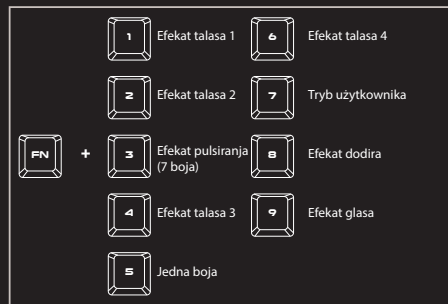 1 Efekat talasa 1
2 Efekat talasa 2
FN + 3 Efekat pulsiranja
(7 boja)
4 Efekat talasa 3
5 Jedna boja
6 Efekat talasa 4
7 Tryb użytkownika
8 Efekat dodira
9 Efekat glasa